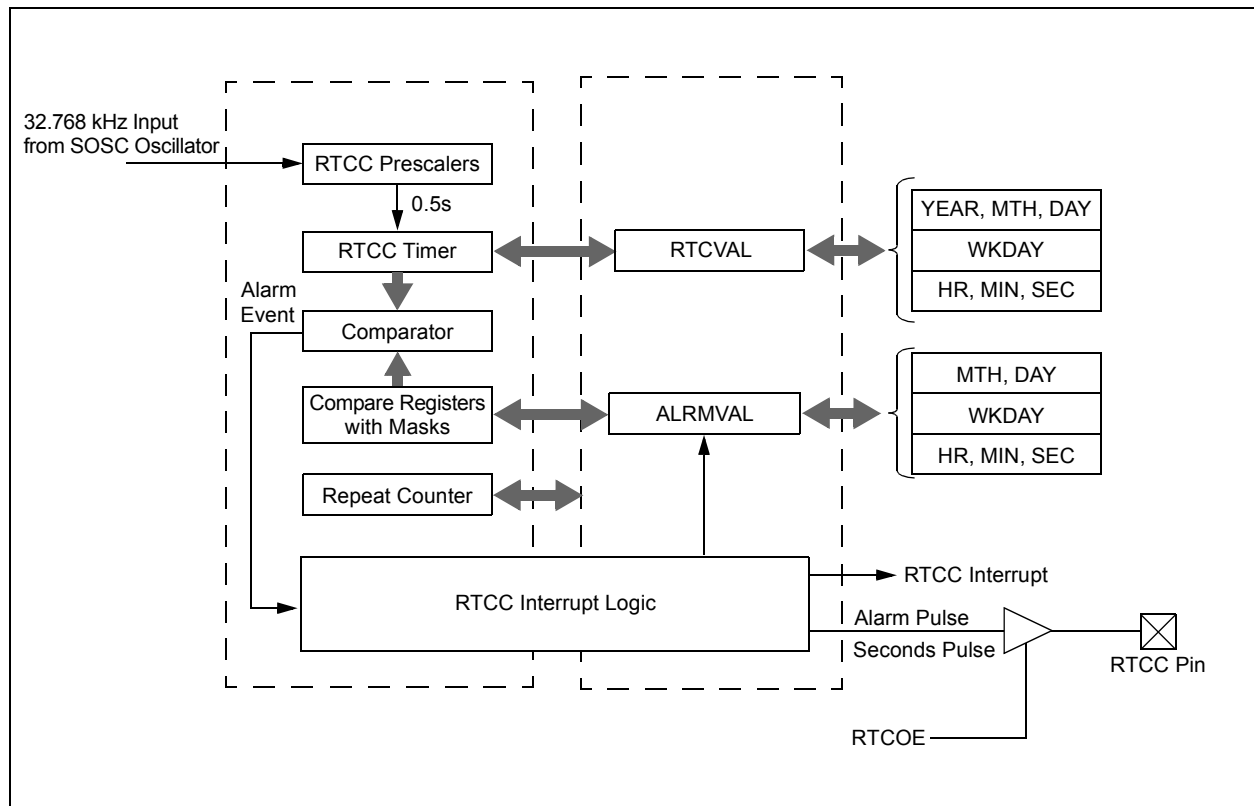 32.768 kHz Input
from SOSC Oscillator
RTCC Prescalers
0.5s
RTCC Timer
RTCVAL
YEAR, MTH, DAY
WKDAY
HR, MIN, SEC
Alarm
Event
Comparator
Compare Registers
with Masks
ALRMVAL
MTH, DAY
WKDAY
HR, MIN, SEC
Repeat Counter
RTCC Interrupt Logic
RTCC Interrupt
Alarm Pulse
Seconds Pulse
RTCC Pin
RTCOE